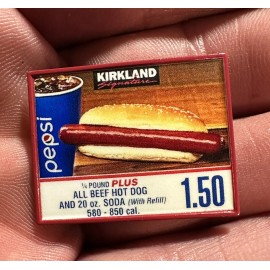 KIRKLAND
Signature
pepsi
¼ POUND PLUS
ALL BEEF HOT DOG
AND 20 oz. SODA (With Refill)
580 - 850 cal.
1.50